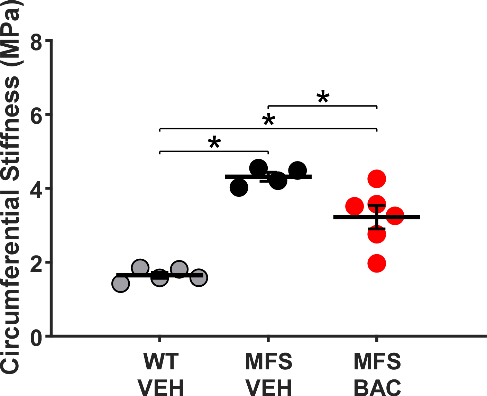 Circumferential Stiffness (MPa)
8
6
4
2
0
*
*
*
WT
VEH
MFS
VEH
MFS
BAC